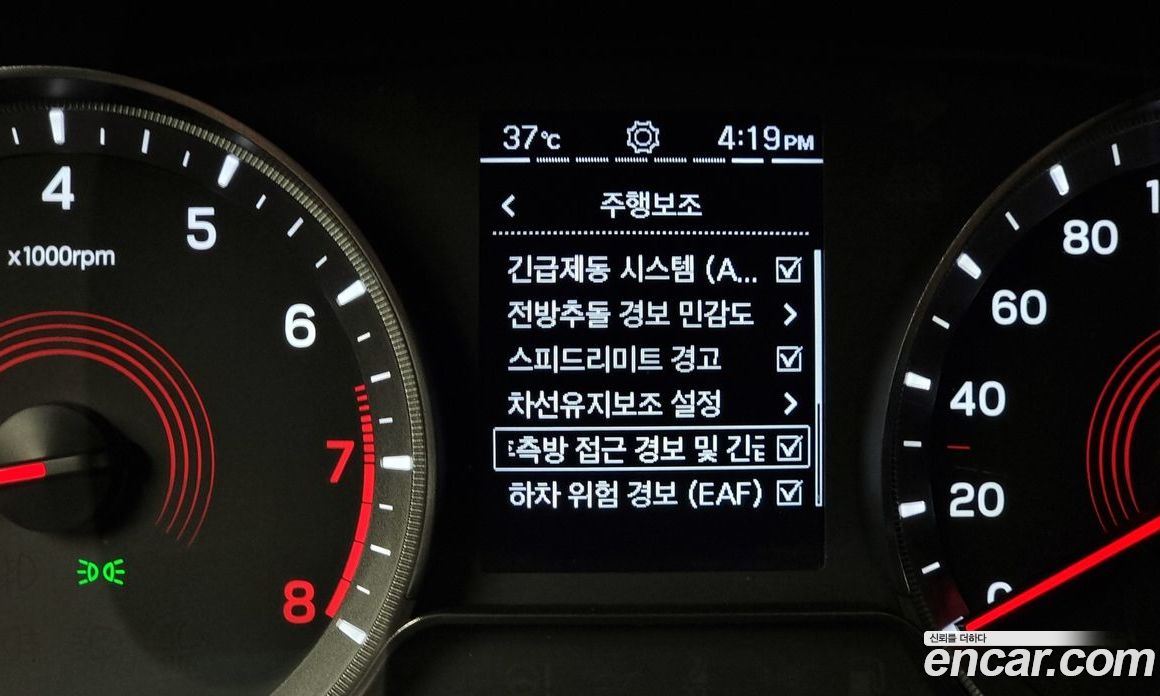 37°C 4:19PM
< 주행보조
긴급제동 시스템 (A...
전방추돌 경보 민감도 >
스피드리미트 경고
차선유지보조 설정 >
측방 접근 경보 및 긴
하차 위험 경보 (EAF)
4
5
6
7
8
x1000rpm
80
60
40
20
0
신뢰를 더하다
encar.com